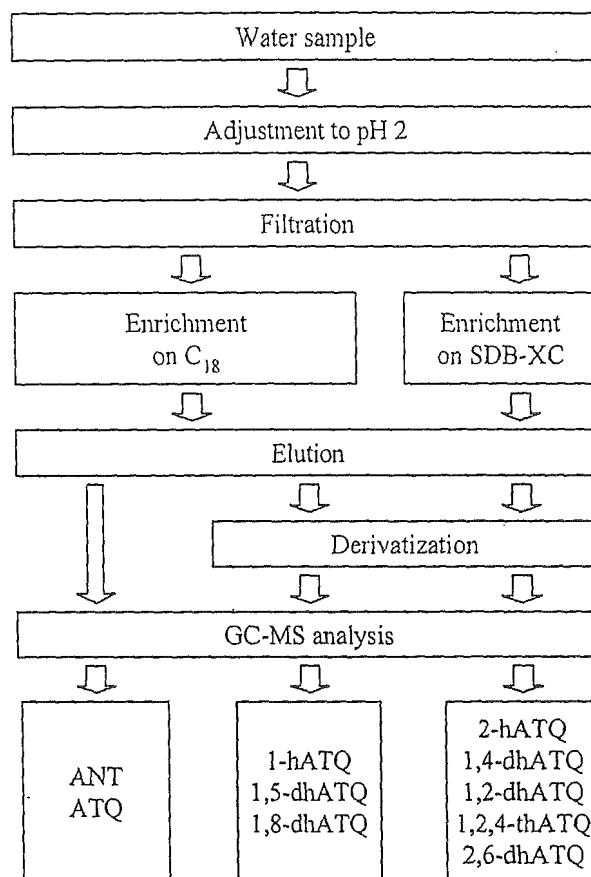 Water sample
Adjustment to pH 2
Filtration
Enrichment
on C18
Enrichment
on SDB-XC
Elution
Derivatization
GC-MS analysis
ANT
ATQ
1-hATQ
1,5-dhATQ
1,8-dhATQ
2-hATQ
1,4-dhATQ
1,2-dhATQ
1,2,4-thATQ
2,6-dhATQ